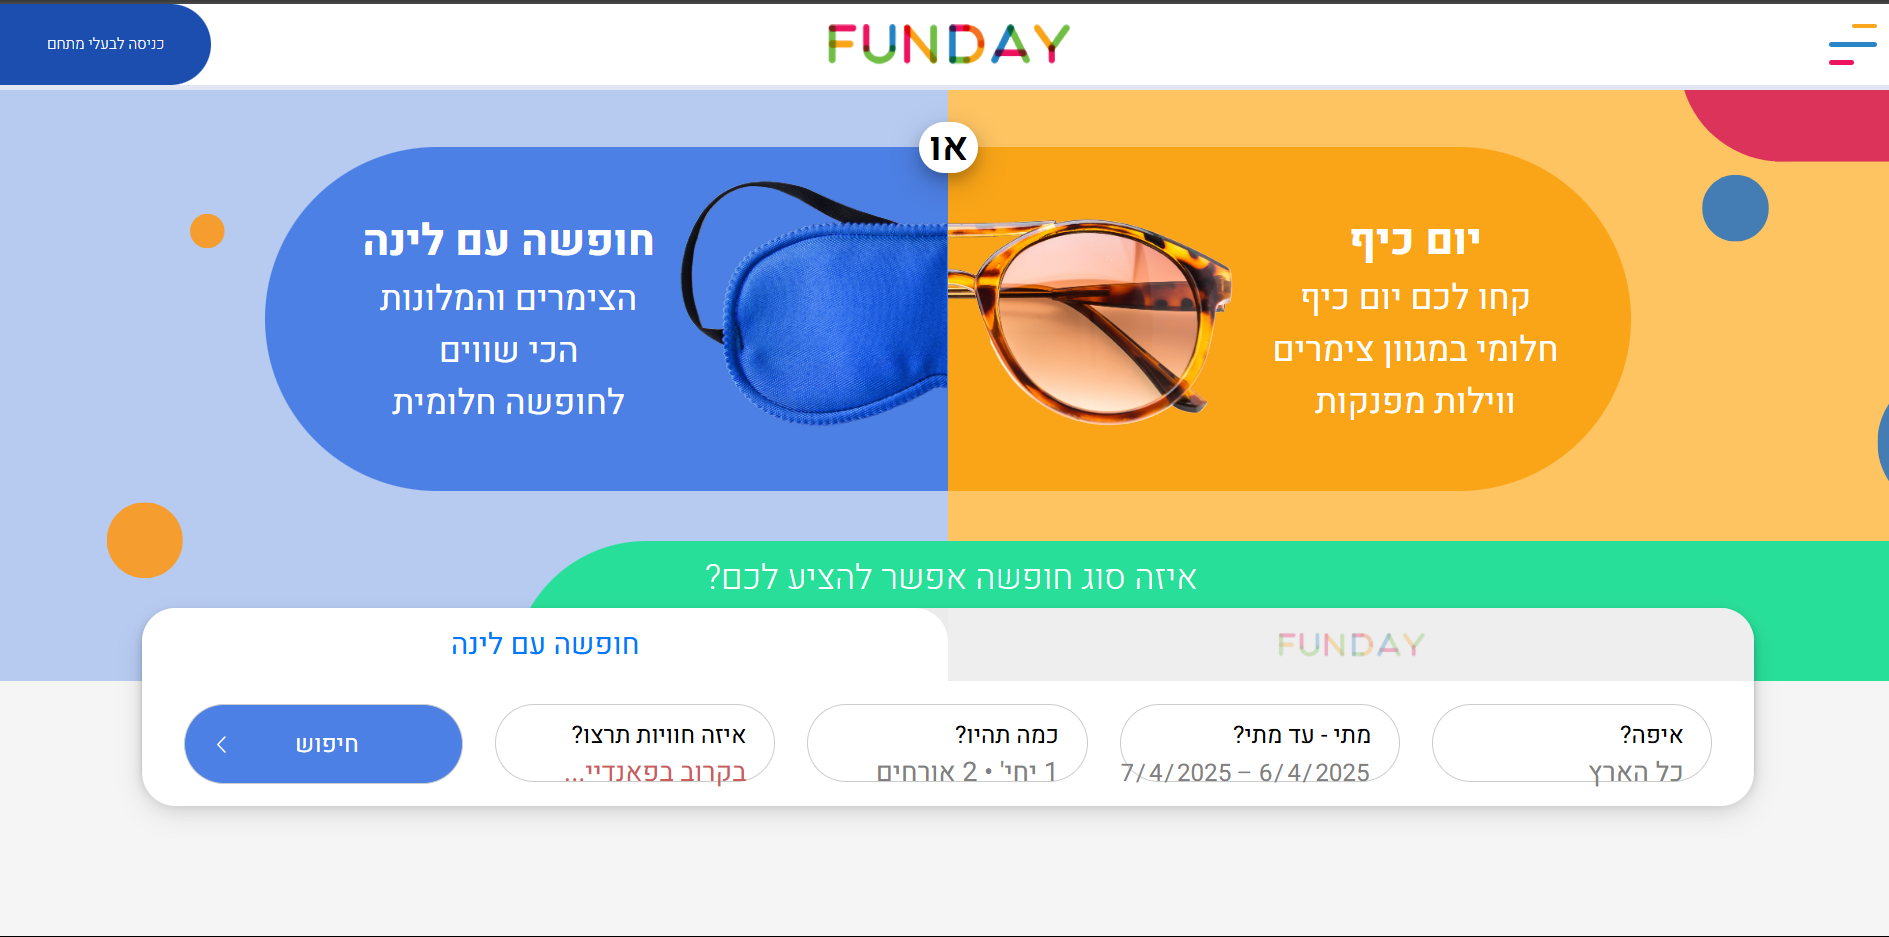 FUNDAY
כניסה לבעלי מתחם
או
יום כיף
קחו לכם יום כיף
חלומי במגוון צימרים
ווילות מפנקות
חופשה עם לינה
הצימרים והמלונות
הכי שווים
לחופשה חלומית
איזה סוג חופשה אפשר להציע לכם?
FUNDAY
חופשה עם לינה
איפה?
כל הארץ
מתי - עד מתי?
6/4/2025 – 7/4/2025
כמה תהיו?
1 יחי' • 2 אורחים
איזה חוויות תרצו?
בקרוב בפאנדיי...
חיפוש